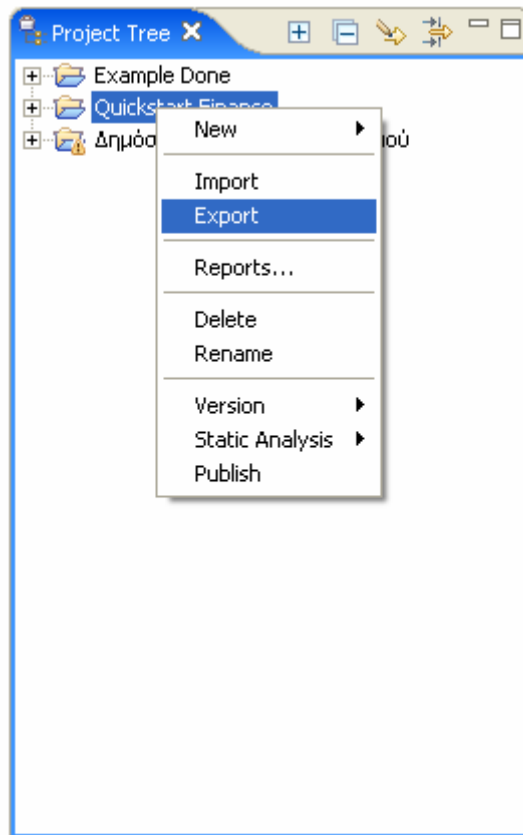 Project Tree
Example Done
Quickstart Finance
Δημόσ ιού
New
Import
Export
Reports...
Delete
Rename
Version
Static Analysis
Publish